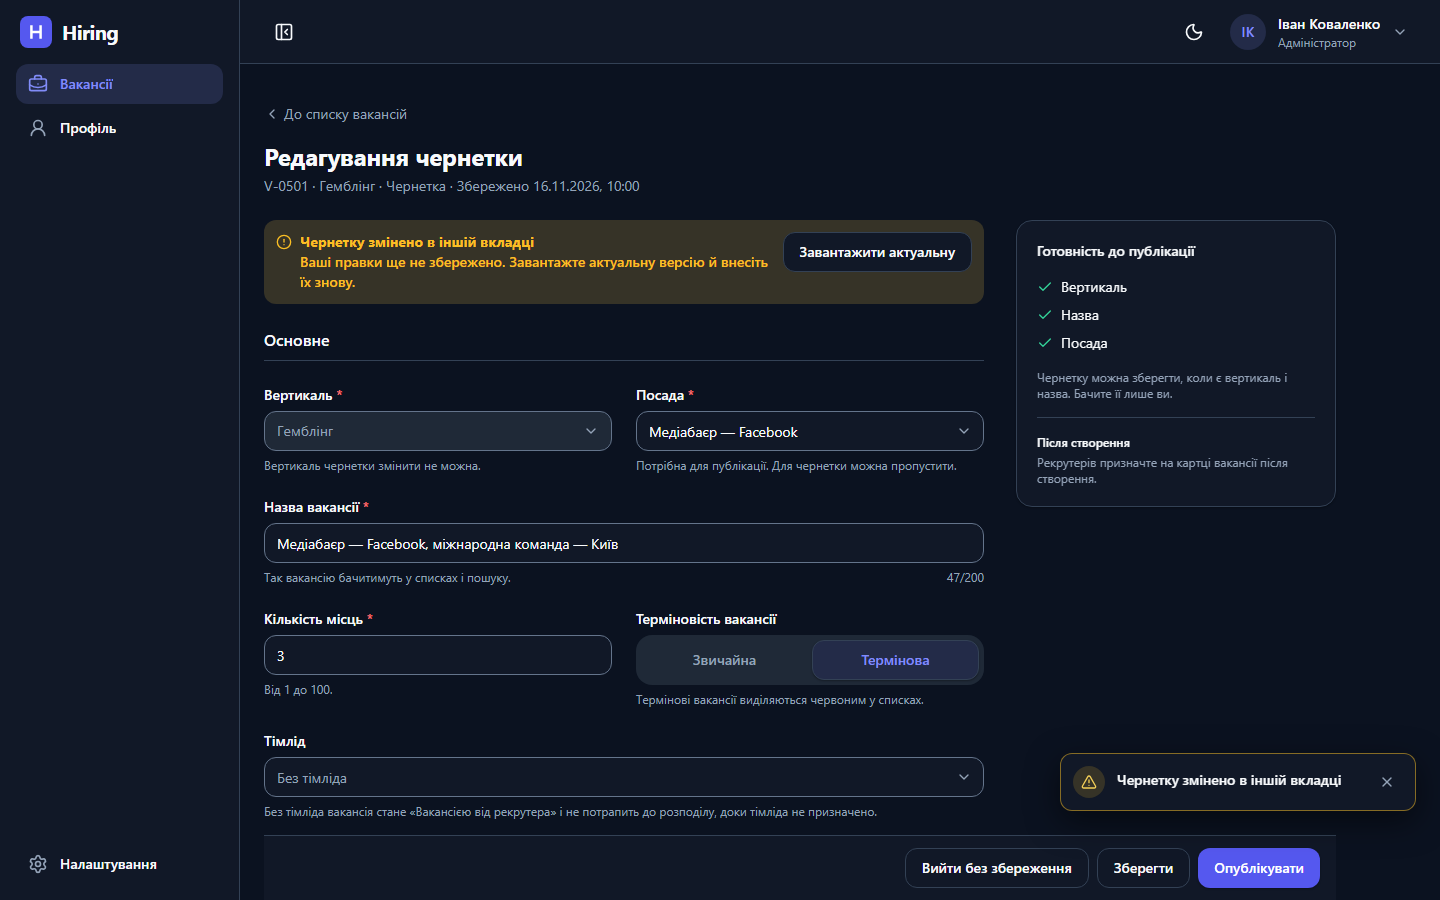 H Hiring
Вакансії
Профіль
Налаштування
ІК
Іван Коваленко
Адміністратор
До списку вакансій
Редагування чернетки
V-0501 · Гемблінг · Чернетка · Збережено 16.11.2026, 10:00
Чернетку змінено в іншій вкладці
Ваші правки ще не збережено. Завантажте актуальну версію й внесіть
їх знову.
Завантажити актуальну
Основне
Вертикаль *
Гемблінг
Вертикаль чернетки змінити не можна.
Посада *
Медіабаєр — Facebook
Потрібна для публікації. Для чернетки можна пропустити.
Назва вакансії *
Медіабаєр — Facebook, міжнародна команда — Київ
Так вакансію бачитимуть у списках і пошуку.
47/200
Кількість місць *
3
Від 1 до 100.
Терміновість вакансії
Звичайна
Термінова
Термінові вакансії виділяються червоним у списках.
Тімлід
Без тімліда
Без тімліда вакансія стане «Вакансією від рекрутера» і не потрапить до розподілу, доки тімліда не призначено.
Готовність до публікації
Вертикаль
Назва
Посада
Чернетку можна зберегти, коли є вертикаль і
назва. Бачите її лише ви.
Після створення
Рекрутерів призначте на картці вакансії після
створення.
Чернетку змінено в іншій вкладці
Вийти без збереження
Зберегти
Опублікувати